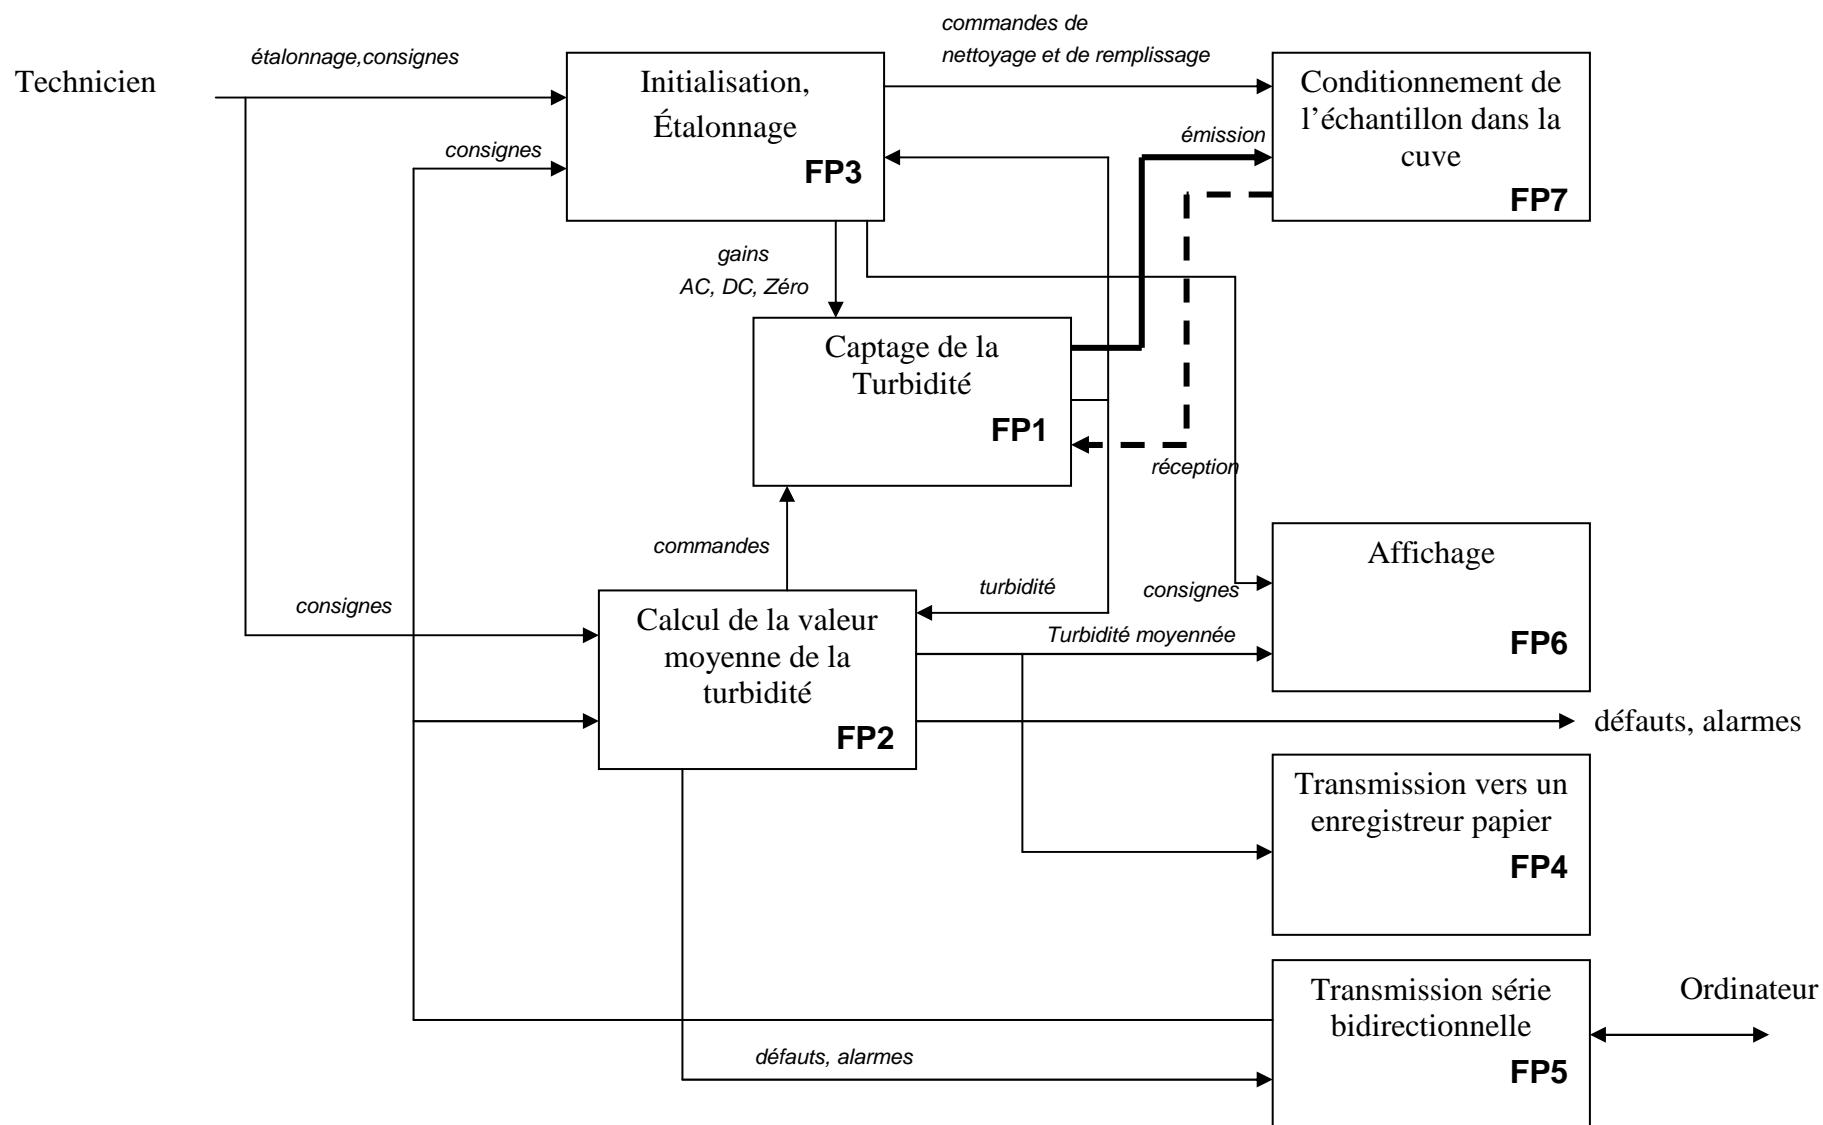 commandes de
nettoyage et de remplissage
étalonnage,consignes
Technicien
Initialisation,
Étalonnage
FP3
Conditionnement de
l’échantillon dans la
cuve
FP7
émission
consignes
gains
AC, DC, Zéro
Captage de la
Turbidité
FP1
réception
commandes
turbidité
consignes
Affichage
FP6
consignes
Calcul de la valeur
moyenne de la
turbidité
FP2
Turbidité moyennée
défauts, alarmes
Transmission vers un
enregistreur papier
FP4
Transmission série
bidirectionnelle
FP5
Ordinateur
défauts, alarmes